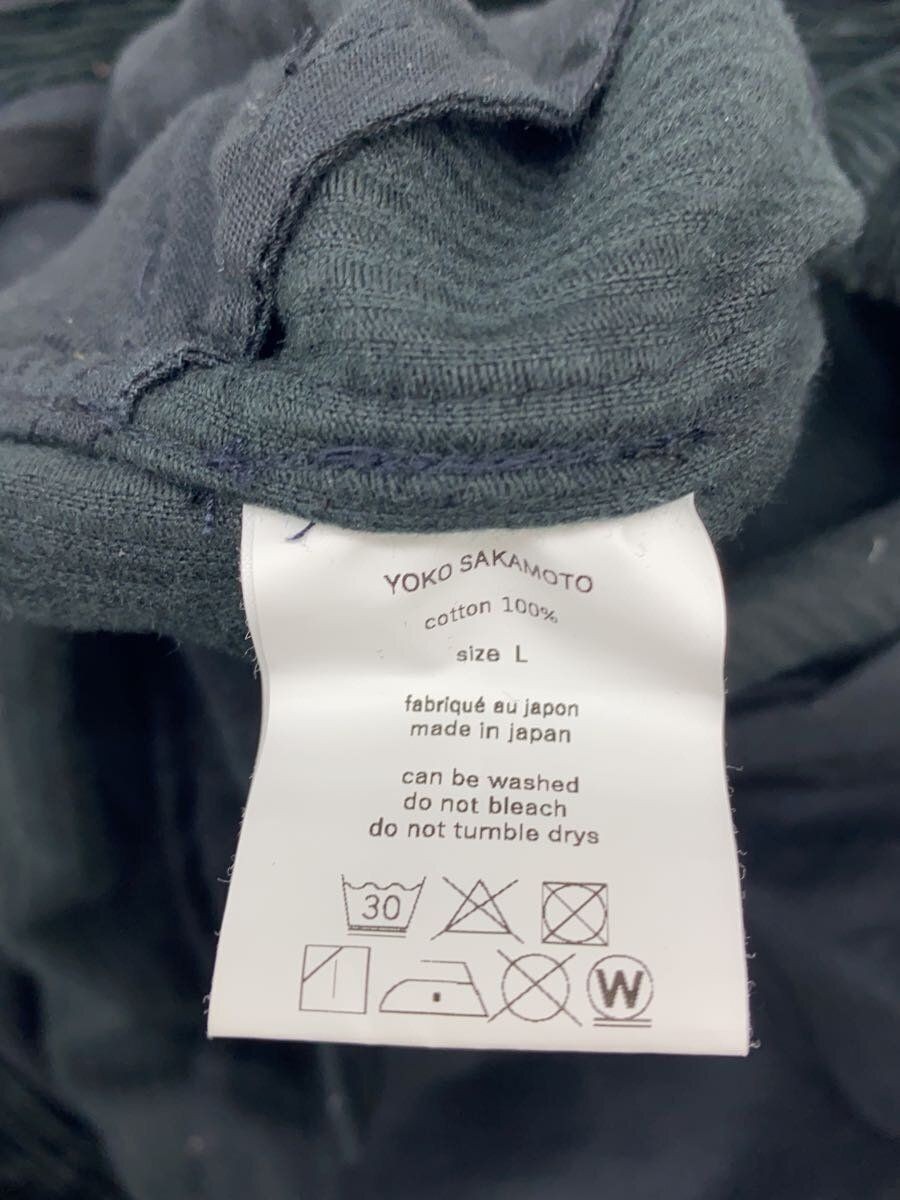 YOKO SAKAMOTO
cotton 100%
size L
fabriqué au japon
made in japan
can be washed
do not bleach
do not tumble drys
30
W